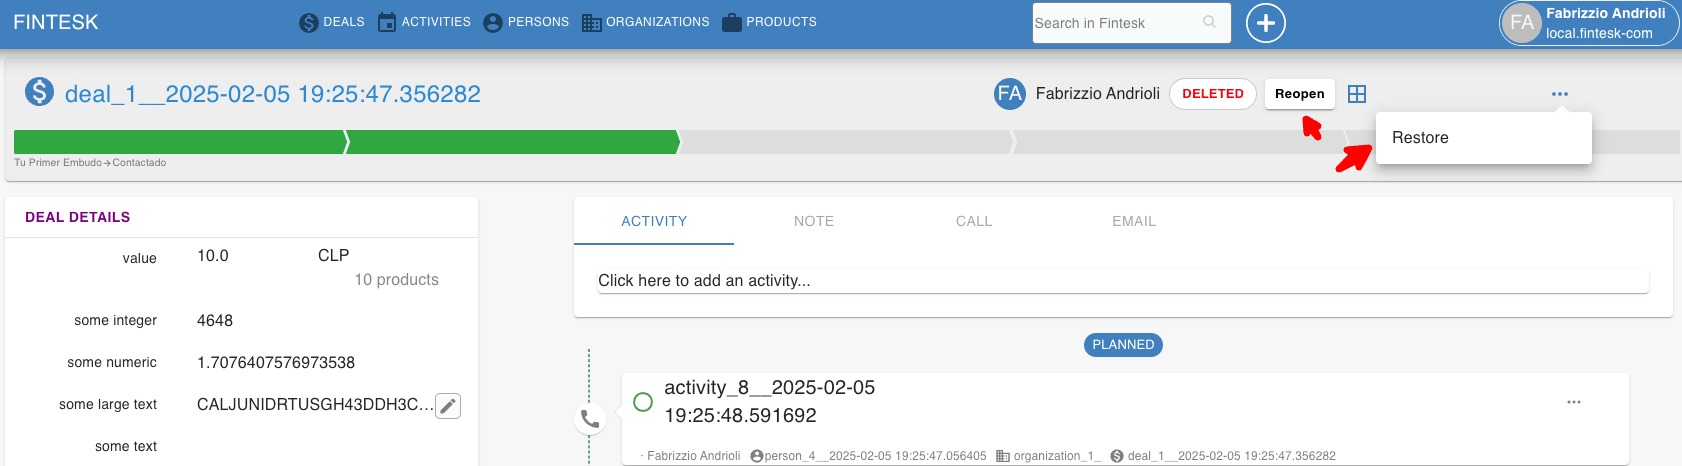 FINTESK DEALS ACTIVITIES PERSONS ORGANIZATIONS PRODUCTS Search in Fintesk FA Fabrizzio Andrioli
local.fintesk-com
deal_1__2025-02-05 19:25:47.356282 FA Fabrizzio Andrioli DELETED Reopen
Restore
Tu Primer Embudo→Contactado
DEAL DETAILS
value 10.0 CLP
10 products
some integer 4648
some numeric 1.7076407576973538
some large text CALJUNIDRTUSGH43DDH3C...
some text
ACTIVITY NOTE CALL EMAIL
Click here to add an activity...
PLANNED
activity_8__2025-02-05
19:25:48.591692
· Fabrizzio Andrioli person_4__2025-02-05 19:25:47.056405 organization_1_ deal_1__2025-02-05 19:25:47.356282